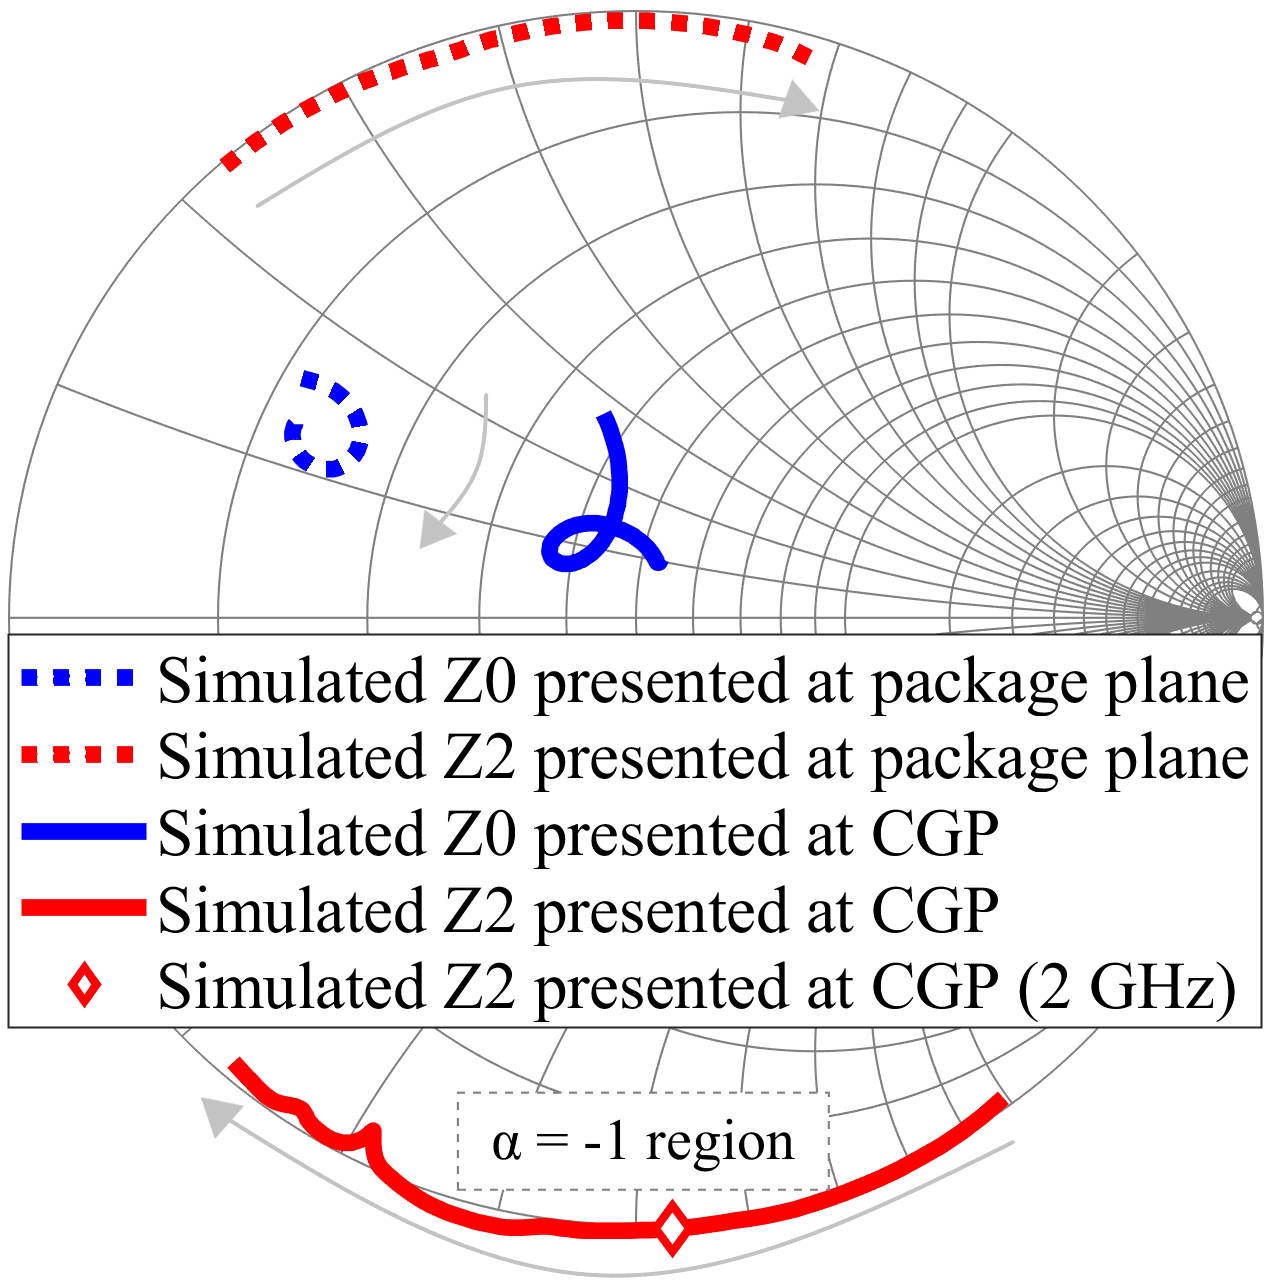 Simulated Z0 presented at package plane
Simulated Z2 presented at package plane
Simulated Z0 presented at CGP
Simulated Z2 presented at CGP
Simulated Z2 presented at CGP (2 GHz)
α = -1 region